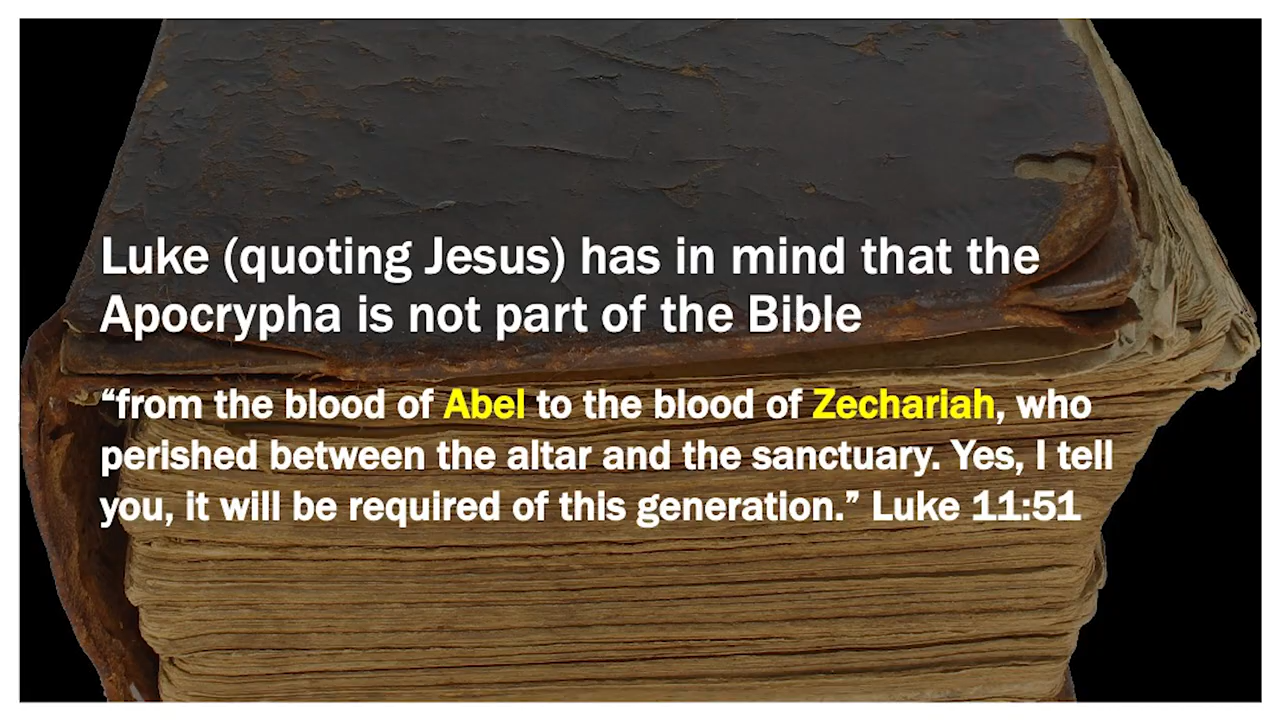 Luke (quoting Jesus) has in mind that the
Apocrypha is not part of the Bible
“from the blood of Abel to the blood of Zechariah, who
perished between the altar and the sanctuary. Yes, I tell
you, it will be required of this generation.” Luke 11:51